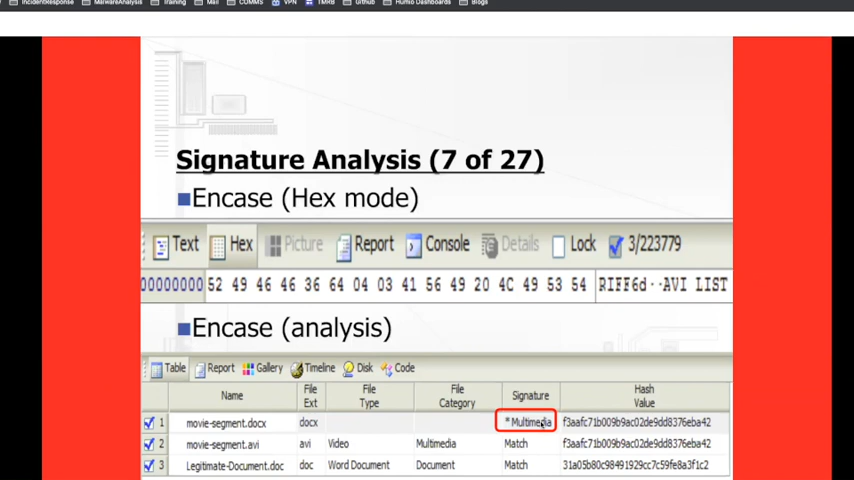 IncidentResponse MalwareAnalysis Training Mail COMMS VPN TMRB Github Humio Dashboards Blogs
Signature Analysis (7 of 27)
Encase (Hex mode)
Text Hex Picture Report Console Details Lock 3/223779
00000000 52 49 46 46 36 64 04 03 41 56 49 20 4C 49 53 54 RIFF6d··AVI LIST
Encase (analysis)
Table Report Gallery Timeline Disk Code
Name File Ext File Type File Category Signature Hash Value
1 movie-segment.docx docx * Multimedia f3aafc71b009b9ac02de9dd8376eba42
2 movie-segment.avi avi Video Multimedia Match f3aafc71b009b9ac02de9dd8376eba42
3 Legitimate-Document.doc doc Word Document Document Match 31a05b80c98491929cc7c59fe8a3f1c2